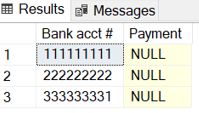 Results Messages
Bank acct # Payment
1 111111111 NULL
2 222222222 NULL
3 333333331 NULL